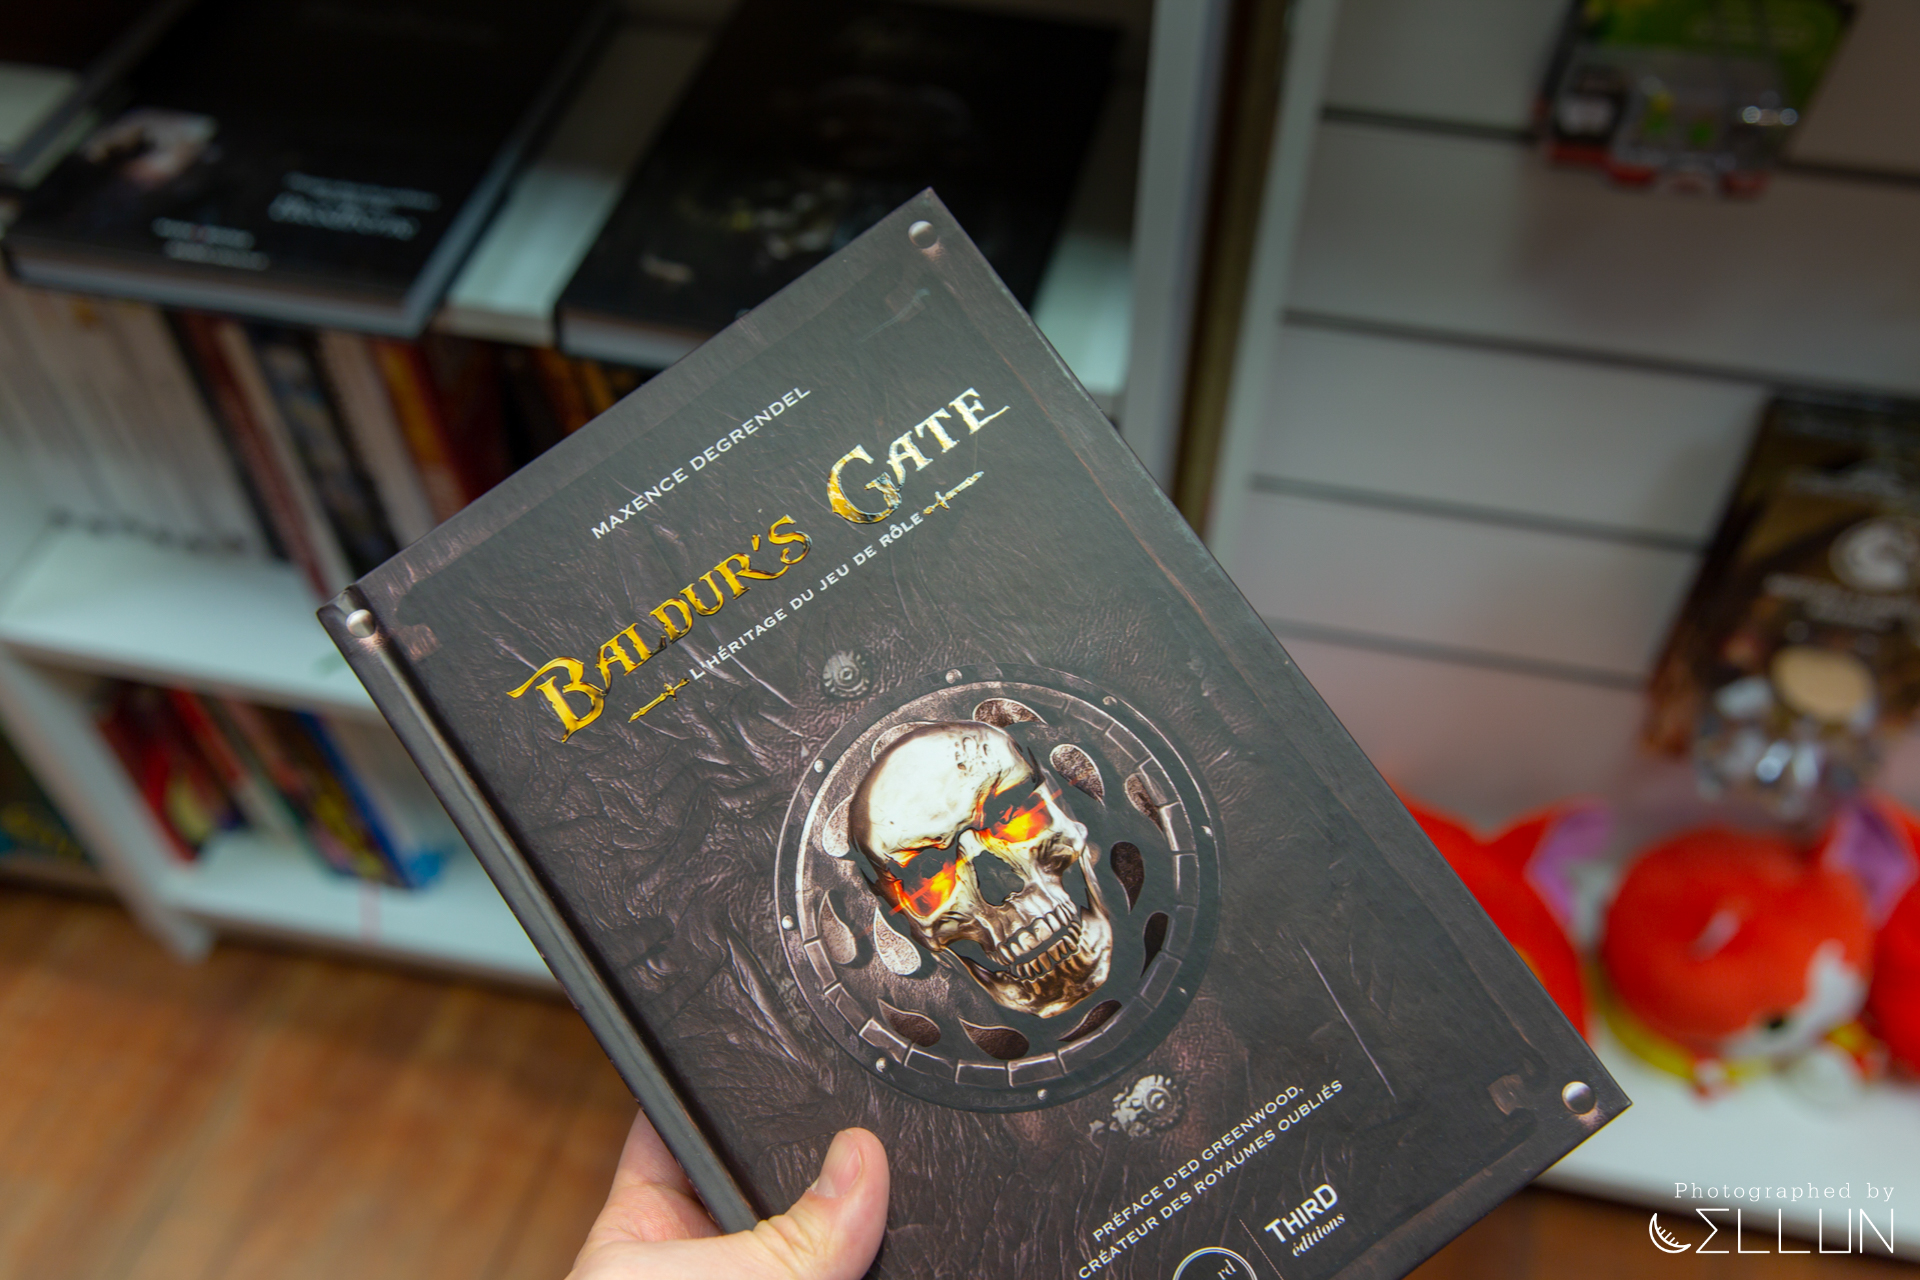 MAXENCE DEGRENDEL
BALDUR'S GATE
L'HÉRITAGE DU JEU DE RÔLE
PRÉFACE D'ED GREENWOOD,
CRÉATEUR DES ROYAUMES OUBLIÉS
THIRD
éditions
rd
Photographed by
CELLUN